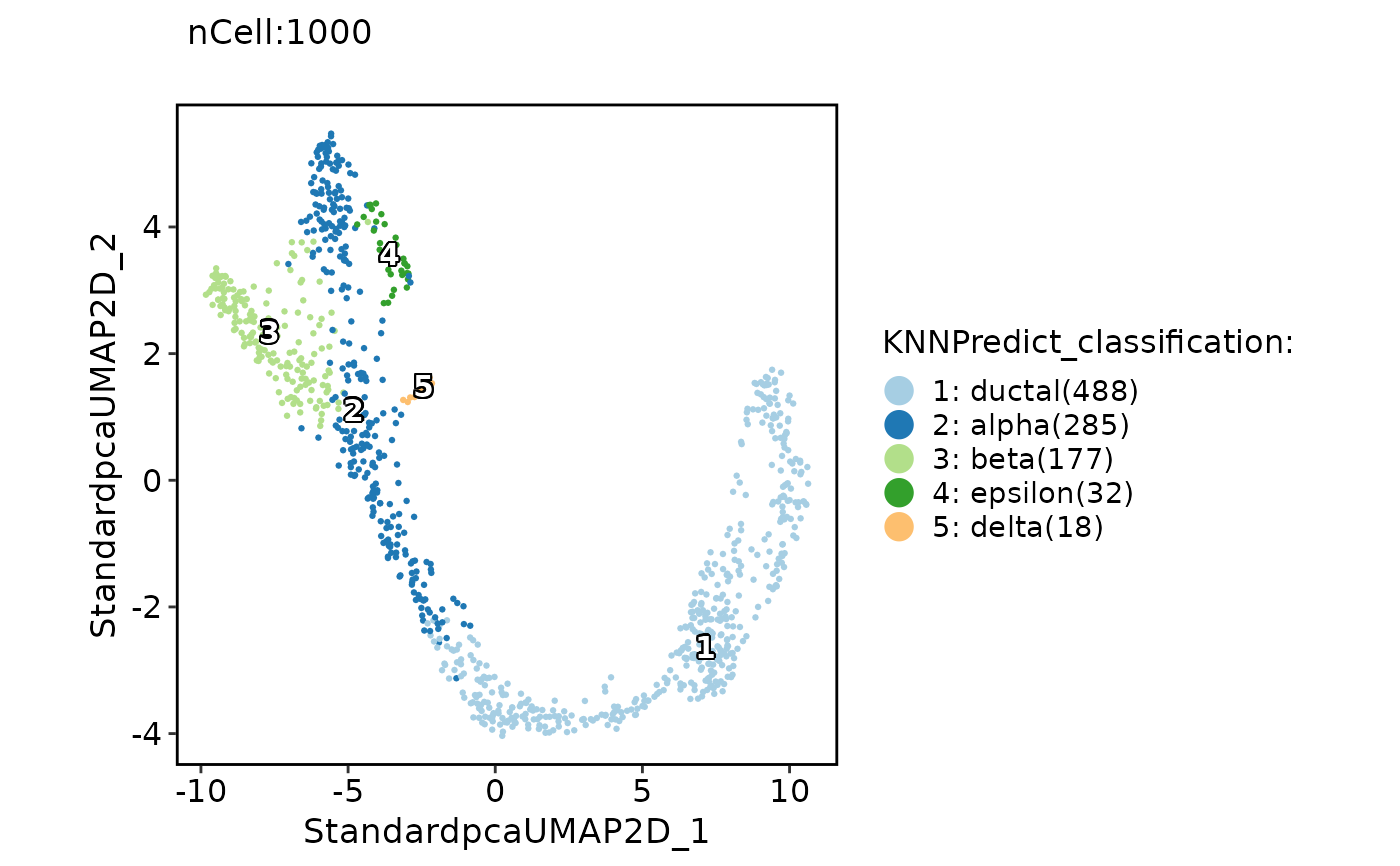 nCell:1000
StandardpcaUMAP2D_2
4
2
0
-2
-4
4
3
5
2
1
-10
-5
0
5
10
StandardpcaUMAP2D_1
KNNPredict_classification:
1: ductal(488)
2: alpha(285)
3: beta(177)
4: epsilon(32)
5: delta(18)